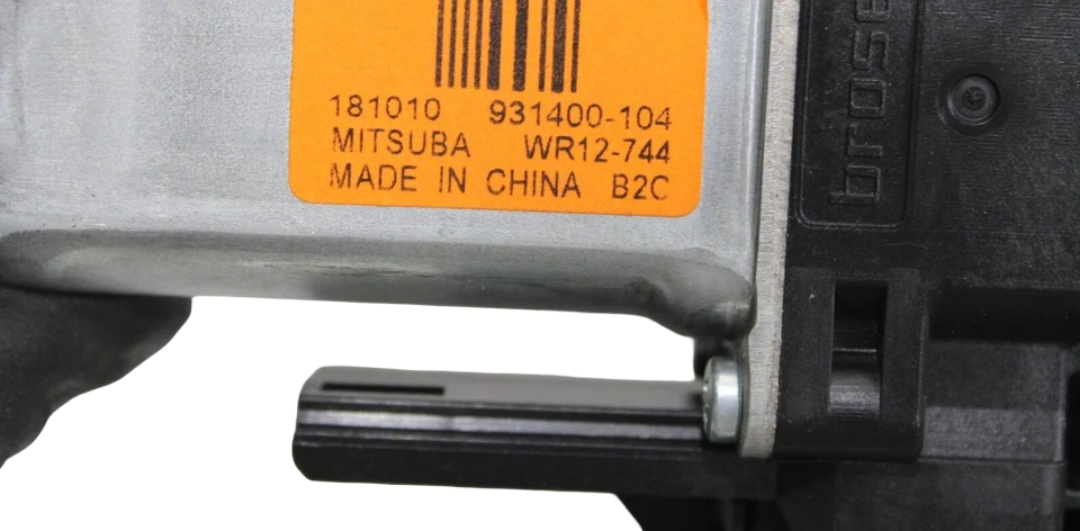 181010 931400-104
MITSUBA WR12-744
MADE IN CHINA B2C
brose